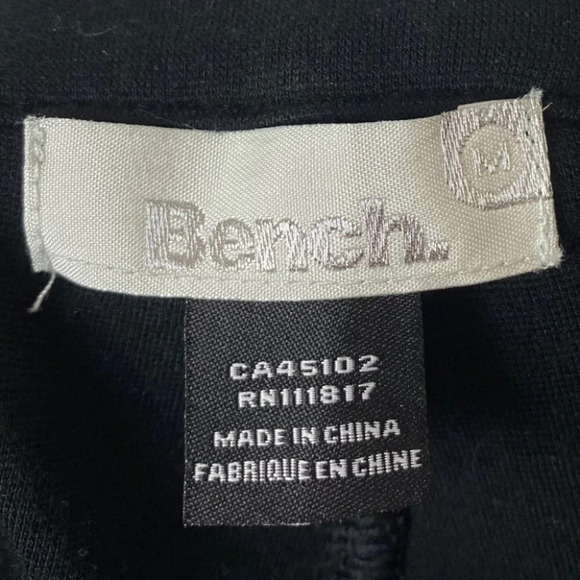 M
Bench.
CA45102
RN111817
MADE IN CHINA
FABRIQUE EN CHINE